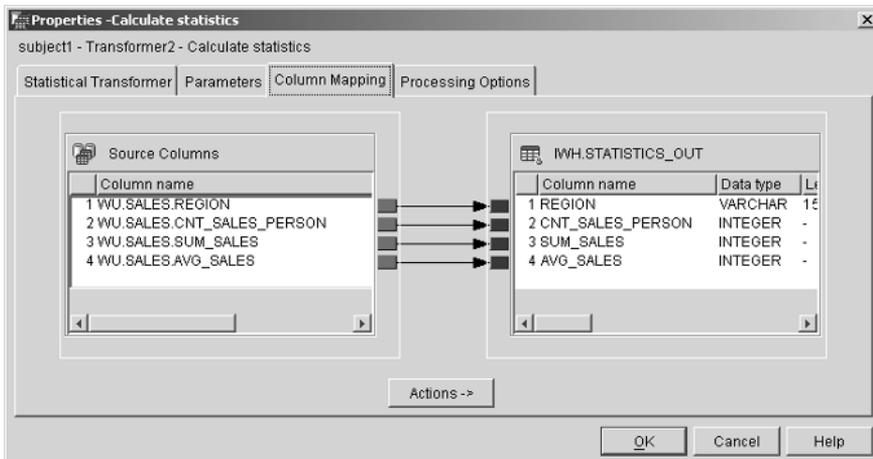 Properties -Calculate statistics
subject1 - Transformer2 - Calculate statistics
Statistical Transformer Parameters Column Mapping Processing Options
Source Columns
Column name
1 WU.SALES.REGION
2 WU.SALES.CNT_SALES_PERSON
3 WU.SALES.SUM_SALES
4 WU.SALES.AVG_SALES
IWH.STATISTICS_OUT
Column name Data type Le
1 REGION VARCHAR 15
2 CNT_SALES_PERSON INTEGER -
3 SUM_SALES INTEGER -
4 AVG_SALES INTEGER -
Actions ->
OK Cancel Help